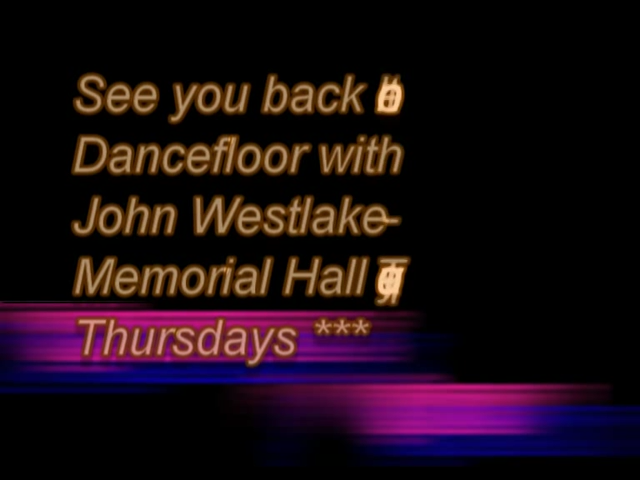 See you back
Dancefloor with
John Westlake-
Memorial Hall
Thursdays ***